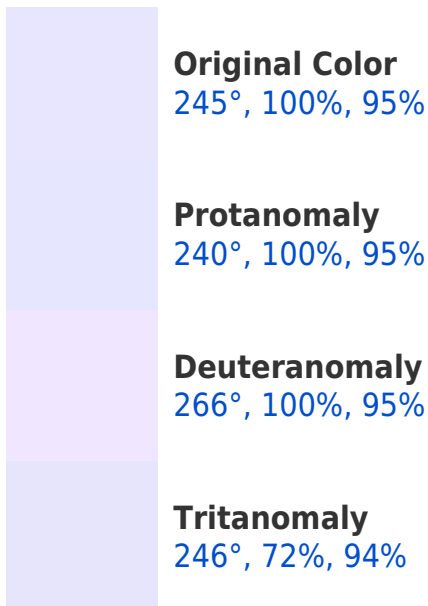 Original Color
245°, 100%, 95%
Protanomaly
240°, 100%, 95%
Deuteranomaly
266°, 100%, 95%
Tritanomaly
246°, 72%, 94%